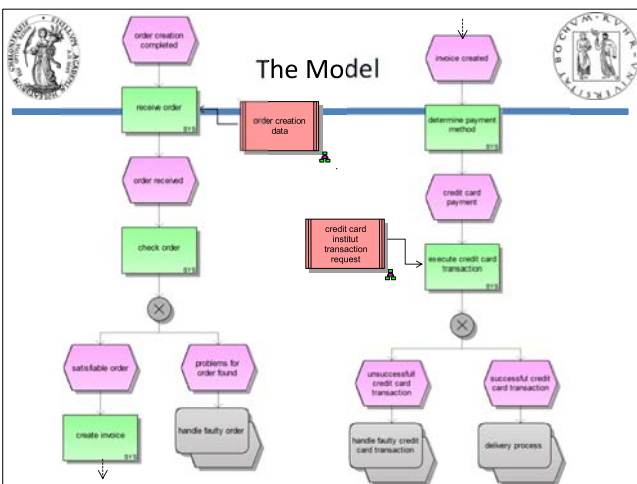 The Model
order creation
completed
receive order
SYS
order creation
data
order received
check order
SYS
satisfiable order
problems for
order found
create invoice
SYS
handle faulty order
invoice created
determine payment
method
SYS
credit card
payment
credit card
institut
transaction
request
execute credit card
transaction
SYS
unsuccessfull
credit card
transaction
successful credit
card transaction
handle faulty credit
card transaction
delivery process